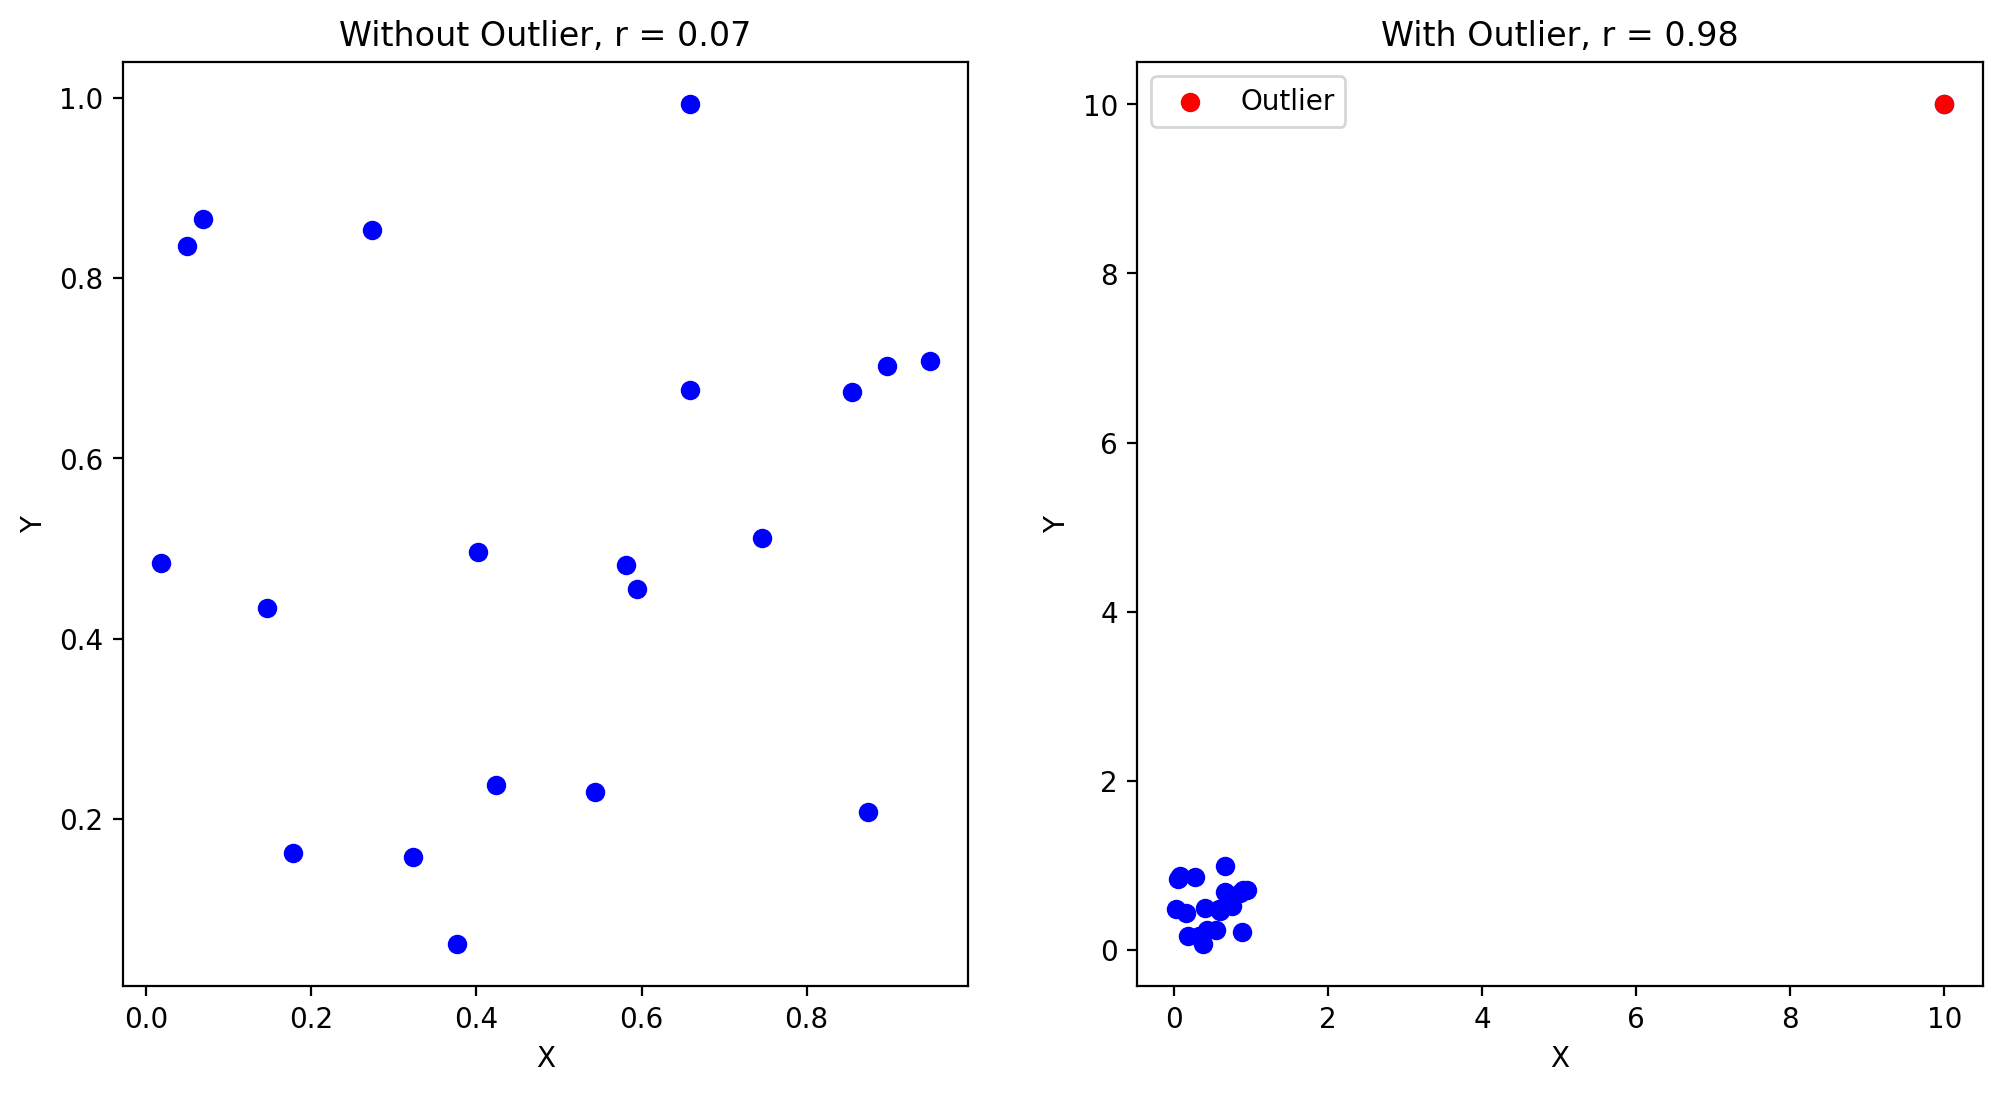 Without Outlier, r = 0.07
1.0
0.8
0.6
0.4
0.2
Y
0.0 0.2 0.4 0.6 0.8
X
With Outlier, r = 0.98
Outlier
10
8
6
4
2
0
Y
0 2 4 6 8 10
X